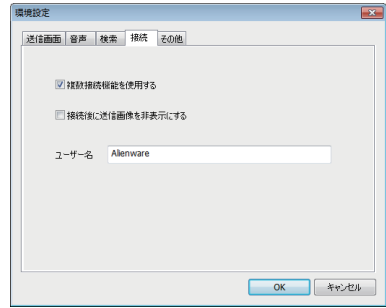 環境設定
送信画面 音声 検索 接続 その他
複数接続機能を使用する
接続後に送信画像を非表示にする
ユーザー名 Alienware
OK キャンセル